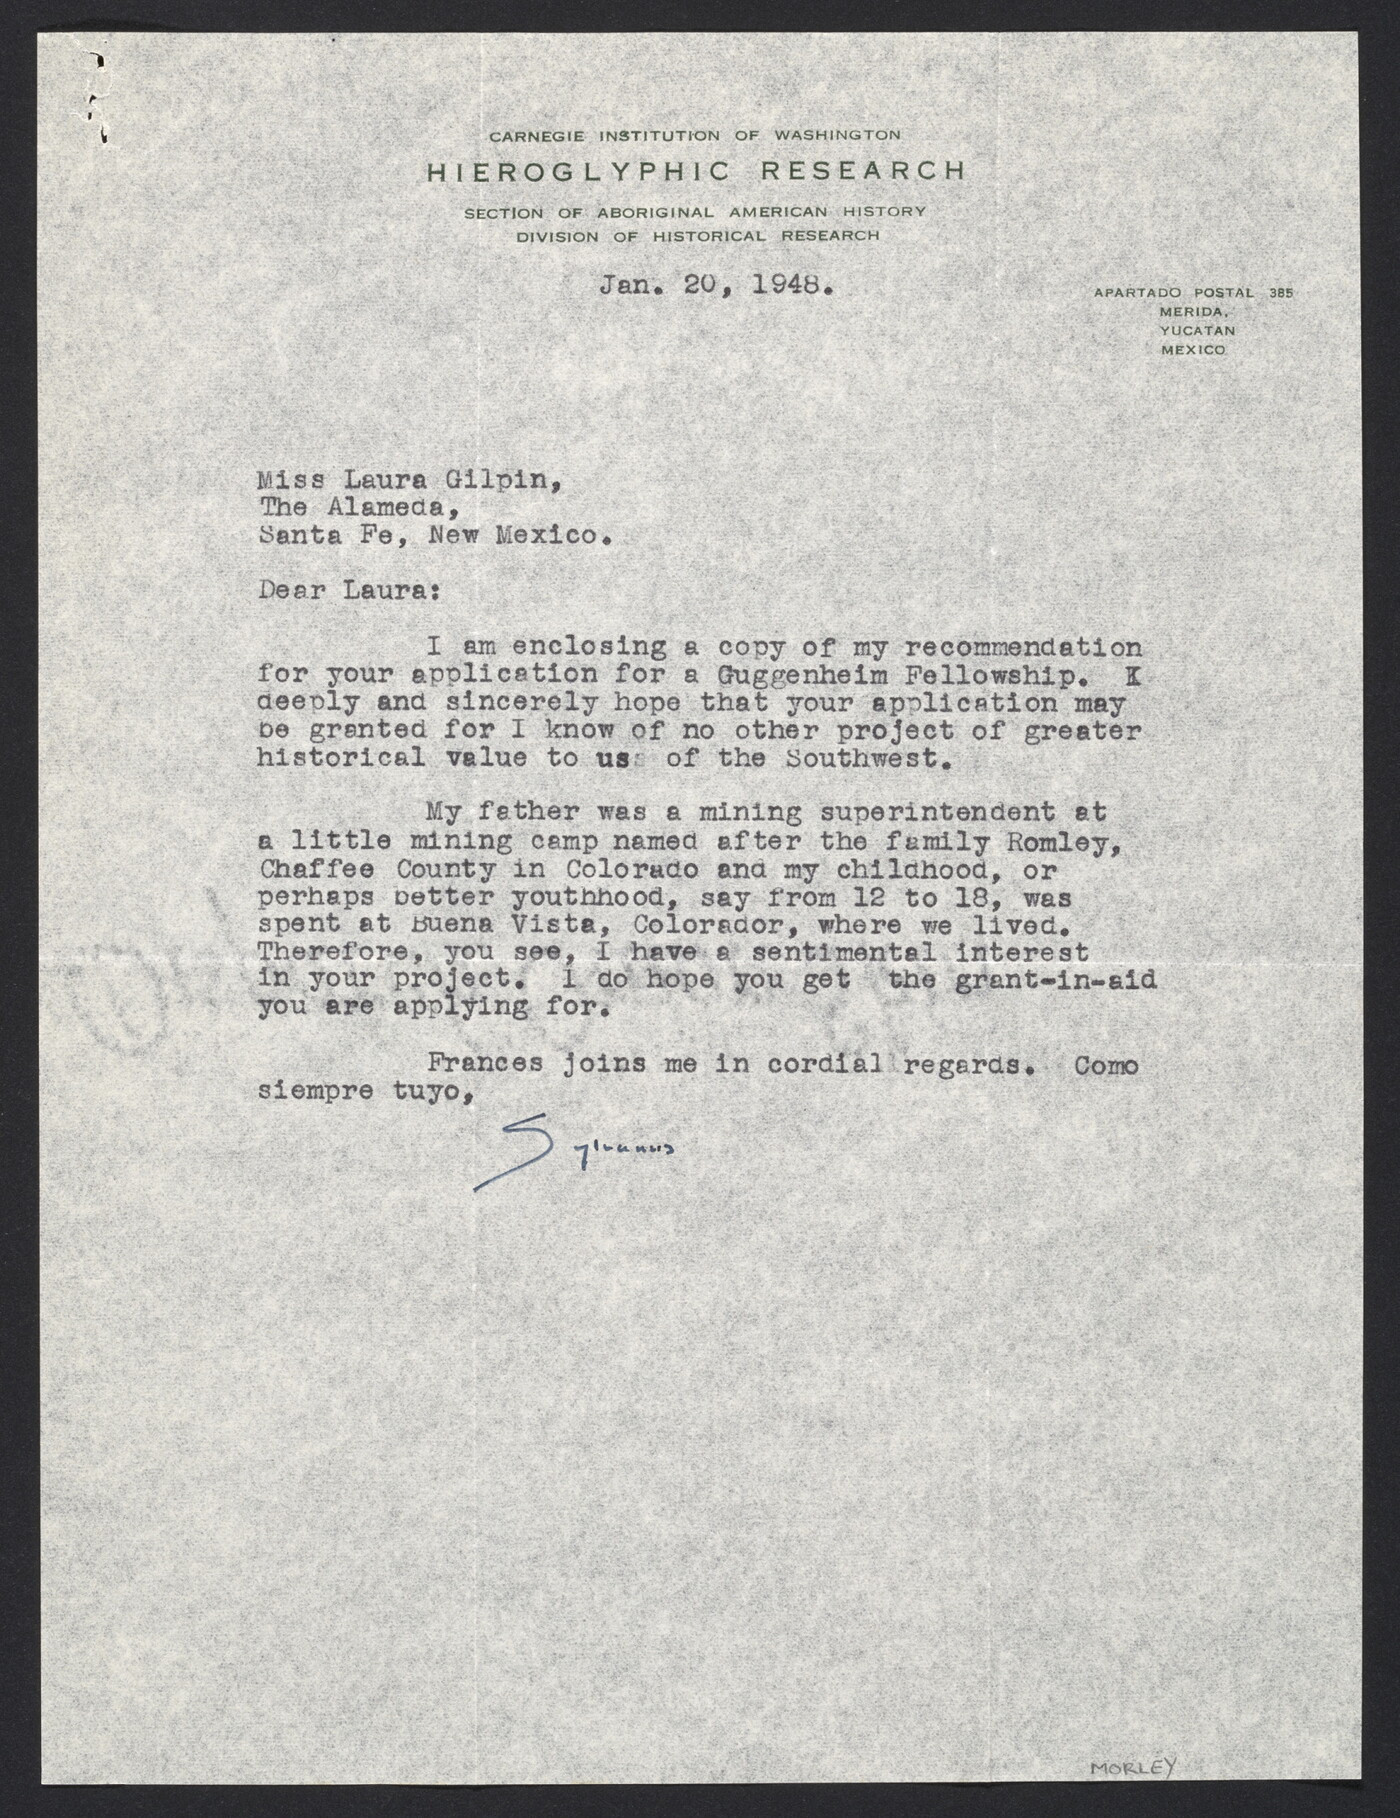 CARNEGIE INSTITUTION OF WASHINGTON
HIEROGLYPHIC RESEARCH
SECTION OF ABORIGINAL AMERICAN HISTORY
DIVISION OF HISTORICAL RESEARCH
Jan. 20, 1948.
APARTADO POSTAL 385
MERIDA,
YUCATAN
MEXICO
Miss Laura Gilpin,
The Alameda,
Santa Fe, New Mexico.
Dear Laura:
I am enclosing a copy of my recommendation
for your application for a Guggenheim Fellowship. I
deeply and sincerely hope that your application may
be granted for I know of no other project of greater
historical value to us of the Southwest.
My father was a mining superintendent at
a little mining camp named after the family Romley,
Chaffee County in Colorado and my childhood, or
perhaps better youthhood, say from 12 to 18, was
spent at Buena Vista, Colorador, where we lived.
Therefore, you see, I have a sentimental interest
in your project. I do hope you get the grant-in-aid
you are applying for.
Frances joins me in cordial regards. Como
siempre tuyo,
Sylvanus
MORLEY